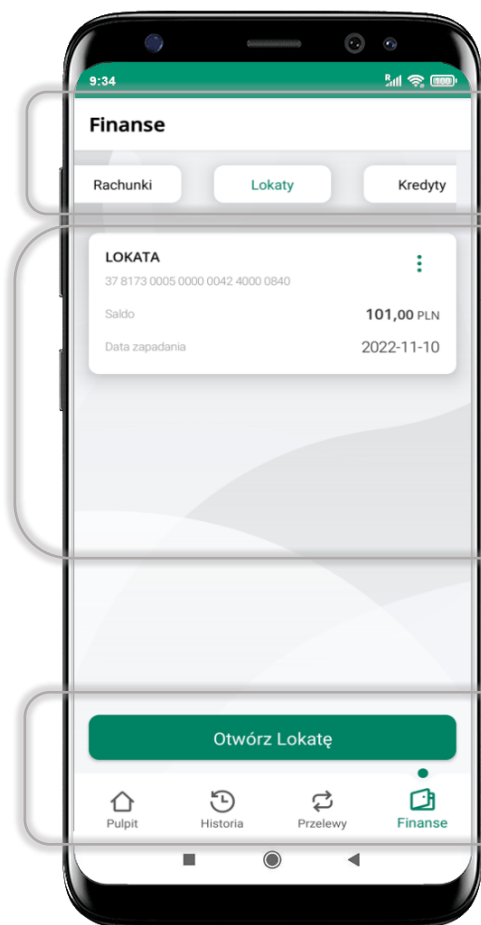 9:34
R
100
Finanse
Rachunki Lokaty Kredyty
LOKATA
37 8173 0005 0000 0042 4000 0840
Saldo 101,00 PLN
Data zapadania 2022-11-10
Otwórz Lokatę
Pulpit Historia Przelewy Finanse